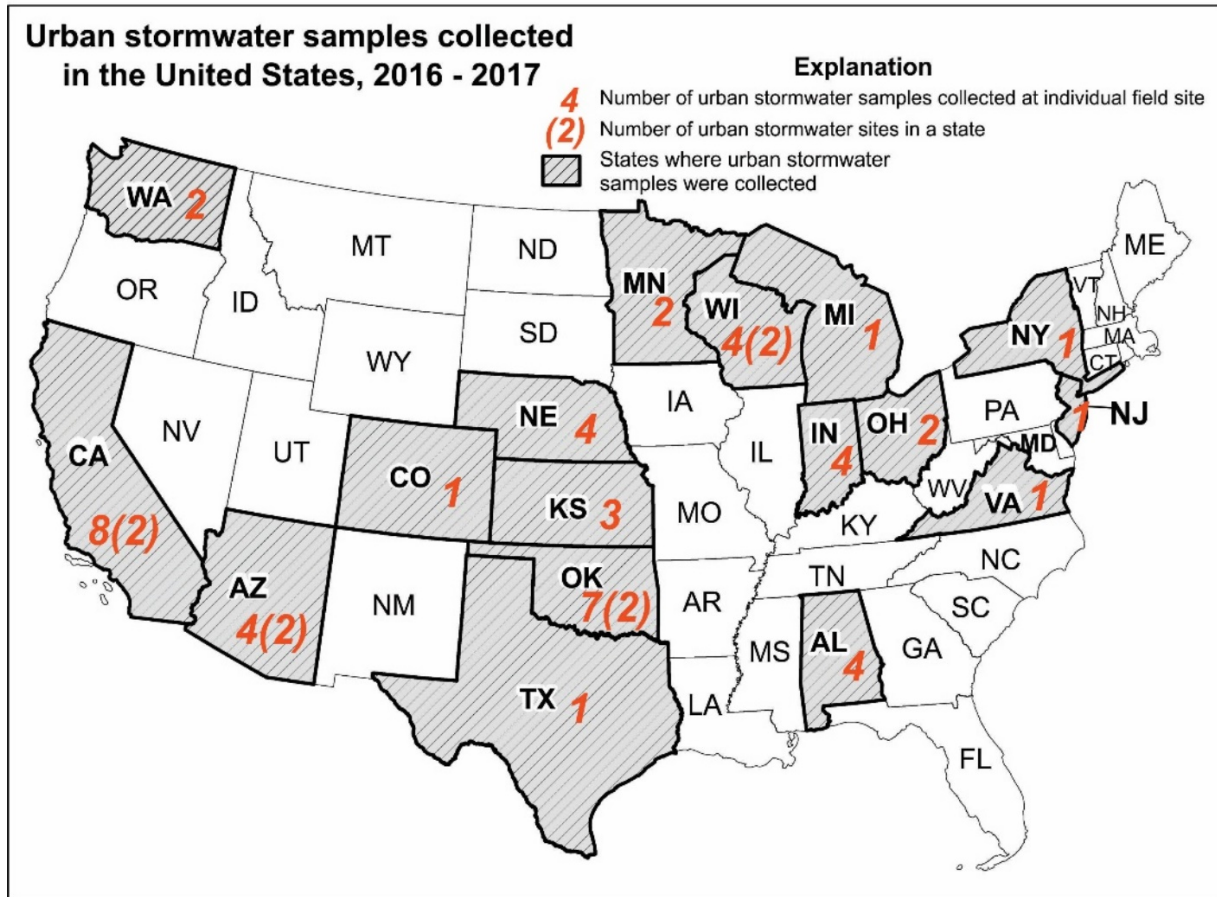 Urban stormwater samples collected
in the United States, 2016 - 2017
Explanation
4 Number of urban stormwater samples collected at individual field site
(2) Number of urban stormwater sites in a state
States where urban stormwater
samples were collected
WA 2
MT
ND
MN 2
ME
OR
ID
SD
WI 4(2)
MI 1
VT
NH
NY 1
MA
CT
WY
IA
NE 4
PA
NJ 1
NV
UT
CO 1
IL
IN 4
OH 2
MD
CA 8(2)
KS 3
MO
WV
VA 1
KY
AZ 4(2)
NM
OK 7(2)
AR
TN
NC
SC
TX 1
MS
AL 4
GA
LA
FL